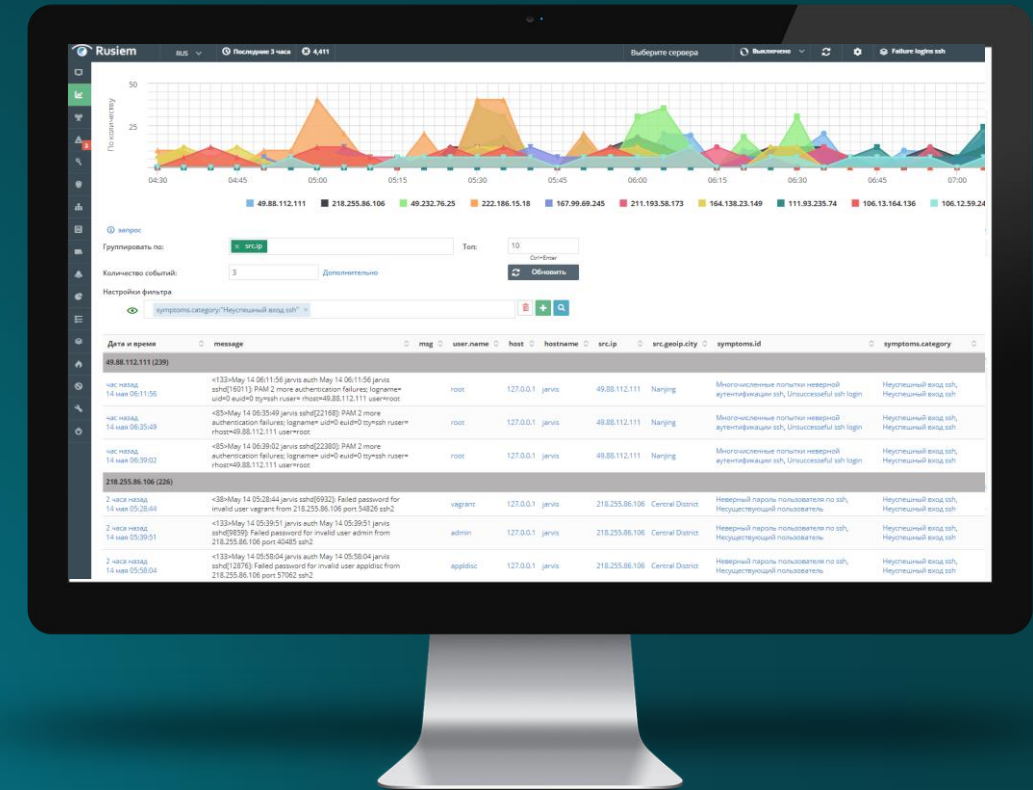 Rusiem
RUS
Последние 3 часа
4,411
Выберите сервера
Выключено
Failure logins ssh
По количеству
50
25
04:30 04:45 05:00 05:15 05:30 05:45 06:00 06:15 06:30 06:45 07:00
49.88.112.111 218.255.86.106 49.232.76.25 222.186.15.18 167.99.69.245 211.193.58.173 164.138.23.149 111.93.235.74 106.13.164.136 106.12.59.24
запрос
Группировать по: × src.ip Топ: 10
Ctrl+Enter
Количество событий: 3 Дополнительно Обновить
Настройки фильтра
symptoms.category:"Неуспешный вход ssh" ×
Дата и время message msg user.name host hostname src.ip src.geoip.city symptoms.id symptoms.category
49.88.112.111 (239)
час назад
14 мая 06:11:56
<133>May 14 06:11:56 jarvis auth May 14 06:11:56 jarvis
sshd[16011]: PAM 2 more authentication failures; logname=
uid=0 euid=0 tty=ssh ruser= rhost=49.88.112.111 user=root
root 127.0.0.1 jarvis 49.88.112.111 Nanjing
Многочисленные попытки неверной
аутентификации ssh, Unsuccesseful ssh login
Неуспешный вход ssh,
Неуспешный вход ssh
час назад
14 мая 06:35:49
<85>May 14 06:35:49 jarvis sshd[22168]: PAM 2 more
authentication failures; logname= uid=0 euid=0 tty=ssh ruser=
rhost=49.88.112.111 user=root
root 127.0.0.1 jarvis 49.88.112.111 Nanjing
Многочисленные попытки неверной
аутентификации ssh, Unsuccesseful ssh login
Неуспешный вход ssh,
Неуспешный вход ssh
час назад
14 мая 06:39:02
<85>May 14 06:39:02 jarvis sshd[22380]: PAM 2 more
authentication failures; logname= uid=0 euid=0 tty=ssh ruser=
rhost=49.88.112.111 user=root
root 127.0.0.1 jarvis 49.88.112.111 Nanjing
Многочисленные попытки неверной
аутентификации ssh, Unsuccesseful ssh login
Неуспешный вход ssh,
Неуспешный вход ssh
218.255.86.106 (226)
2 часа назад
14 мая 05:28:44
<38>May 14 05:28:44 jarvis sshd[6932]: Failed password for
invalid user vagrant from 218.255.86.106 port 54826 ssh2
vagrant 127.0.0.1 jarvis 218.255.86.106 Central District
Неверный пароль пользователя по ssh,
Несуществующий пользователь
Неуспешный вход ssh,
Неуспешный вход ssh
2 часа назад
14 мая 05:39:51
<133>May 14 05:39:51 jarvis auth May 14 05:39:51 jarvis
sshd[9859]: Failed password for invalid user admin from
218.255.86.106 port 40485 ssh2
admin 127.0.0.1 jarvis 218.255.86.106 Central District
Неверный пароль пользователя по ssh,
Несуществующий пользователь
Неуспешный вход ssh,
Неуспешный вход ssh
2 часа назад
14 мая 05:58:04
<133>May 14 05:58:04 jarvis auth May 14 05:58:04 jarvis
sshd[12876]: Failed password for invalid user appldisc from
218.255.86.106 port 57062 ssh2
appldisc 127.0.0.1 jarvis 218.255.86.106 Central District
Неверный пароль пользователя по ssh,
Несуществующий пользователь
Неуспешный вход ssh,
Неуспешный вход ssh